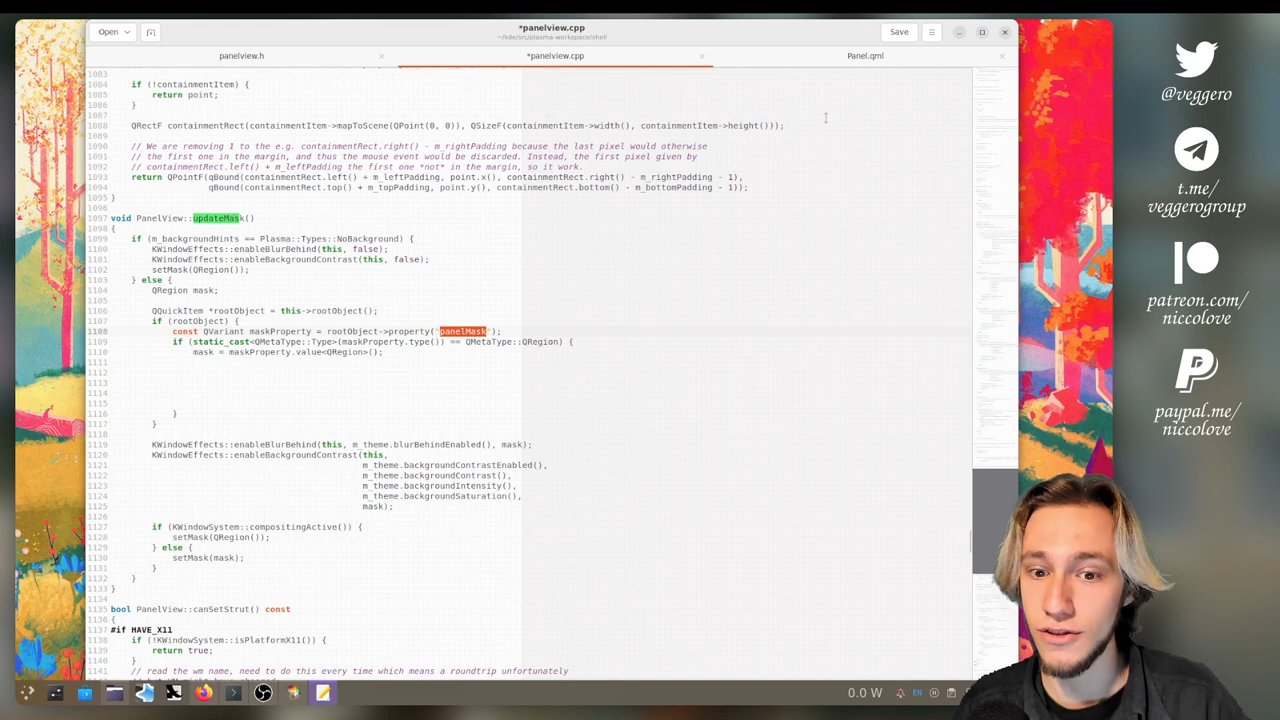 Open
*panelview.cpp
~/kde/src/plasma-workspace/shell
Save
panelview.h
*panelview.cpp
Panel.qml
1083
1084 if (!containmentItem) {
1085 return point;
1086 }
1087
1088 QRectF containmentRect(containmentItem->mapToScene(QPoint(0, 0)), QSizeF(containmentItem->width(), containmentItem->height()));
1089
1090 // We are removing 1 to the e.g. containmentRect.right() - m_rightPadding because the last pixel would otherwise
1091 // the first one in the margin, and thus the mouse event would be discarded. Instead, the first pixel given by
1092 // containmentRect.left() + m_leftPadding the first one *not* in the margin, so it work.
1093 return QPointF(qBound(containmentRect.left() + m_leftPadding, point.x(), containmentRect.right() - m_rightPadding - 1),
1094 qBound(containmentRect.top() + m_topPadding, point.y(), containmentRect.bottom() - m_bottomPadding - 1));
1095 }
1096
1097 void PanelView::updateMask()
1098 {
1099 if (m_backgroundHints == Plasma::Types::NoBackground) {
1100 KWindowEffects::enableBlurBehind(this, false);
1101 KWindowEffects::enableBackgroundContrast(this, false);
1102 setMask(QRegion());
1103 } else {
1104 QRegion mask;
1105
1106 QQuickItem *rootObject = this->rootObject();
1107 if (rootObject) {
1108 const QVariant maskProperty = rootObject->property("panelMask");
1109 if (static_cast<QMetaType::Type>(maskProperty.type()) == QMetaType::QRegion) {
1110 mask = maskProperty.value<QRegion>();
1111
1112
1113
1114
1115
1116 }
1117 }
1118
1119 KWindowEffects::enableBlurBehind(this, m_theme.blurBehindEnabled(), mask);
1120 KWindowEffects::enableBackgroundContrast(this,
1121 m_theme.backgroundContrastEnabled(),
1122 m_theme.backgroundContrast(),
1123 m_theme.backgroundIntensity(),
1124 m_theme.backgroundSaturation(),
1125 mask);
1126
1127 if (KWindowSystem::compositingActive()) {
1128 setMask(QRegion());
1129 } else {
1130 setMask(mask);
1131 }
1132 }
1133 }
1134
1135 bool PanelView::canSetStrut() const
1136 {
1137 #if HAVE_X11
1138 if (!KWindowSystem::isPlatformX11()) {
1139 return true;
1140 }
1141 // read the wm name, need to do this every time which means a roundtrip unfortunately
0.0 W
EN
@veggero
t.me/
veggerogroup
patreon.com/
niccolove
paypal.me/
niccolove